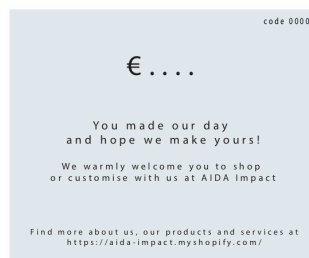 code 0000
€....
You made our day
and hope we make yours!
We warmly welcome you to shop
or customise with us at AIDA Impact
Find more about us, our products and services at
https://aida-impact.myshopify.com/